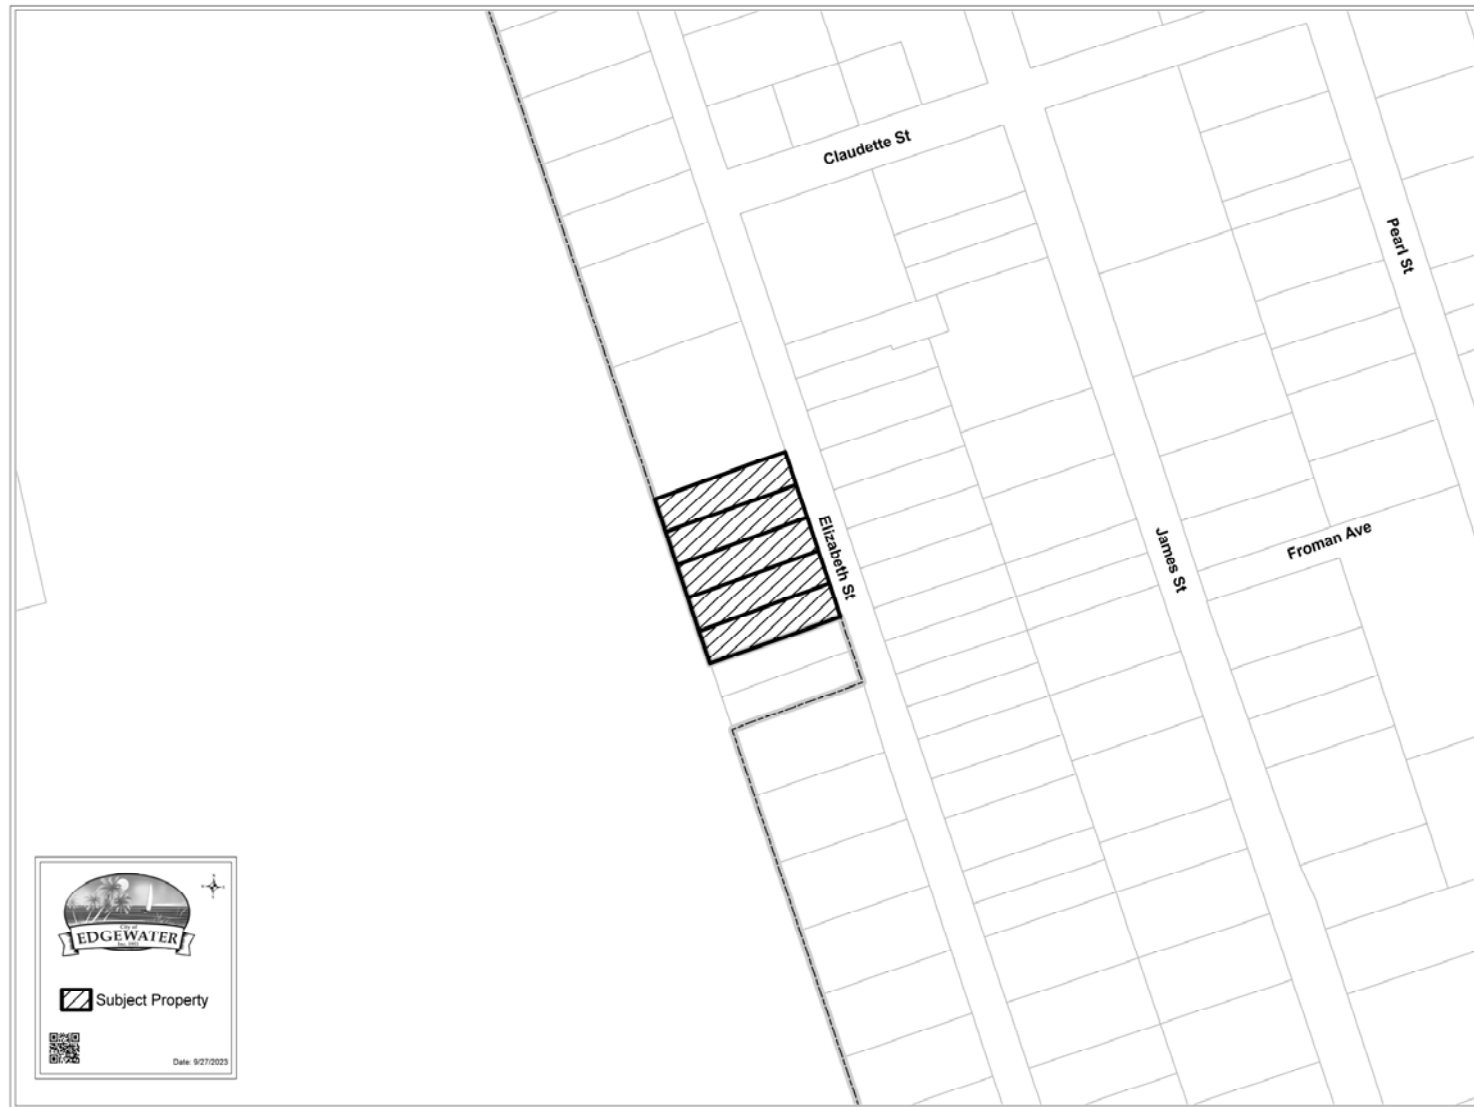 Claudette St
Pearl St
Elizabeth St
James St
Froman Ave
City of
EDGEWATER
Subject Property
Date: 9/27/2023